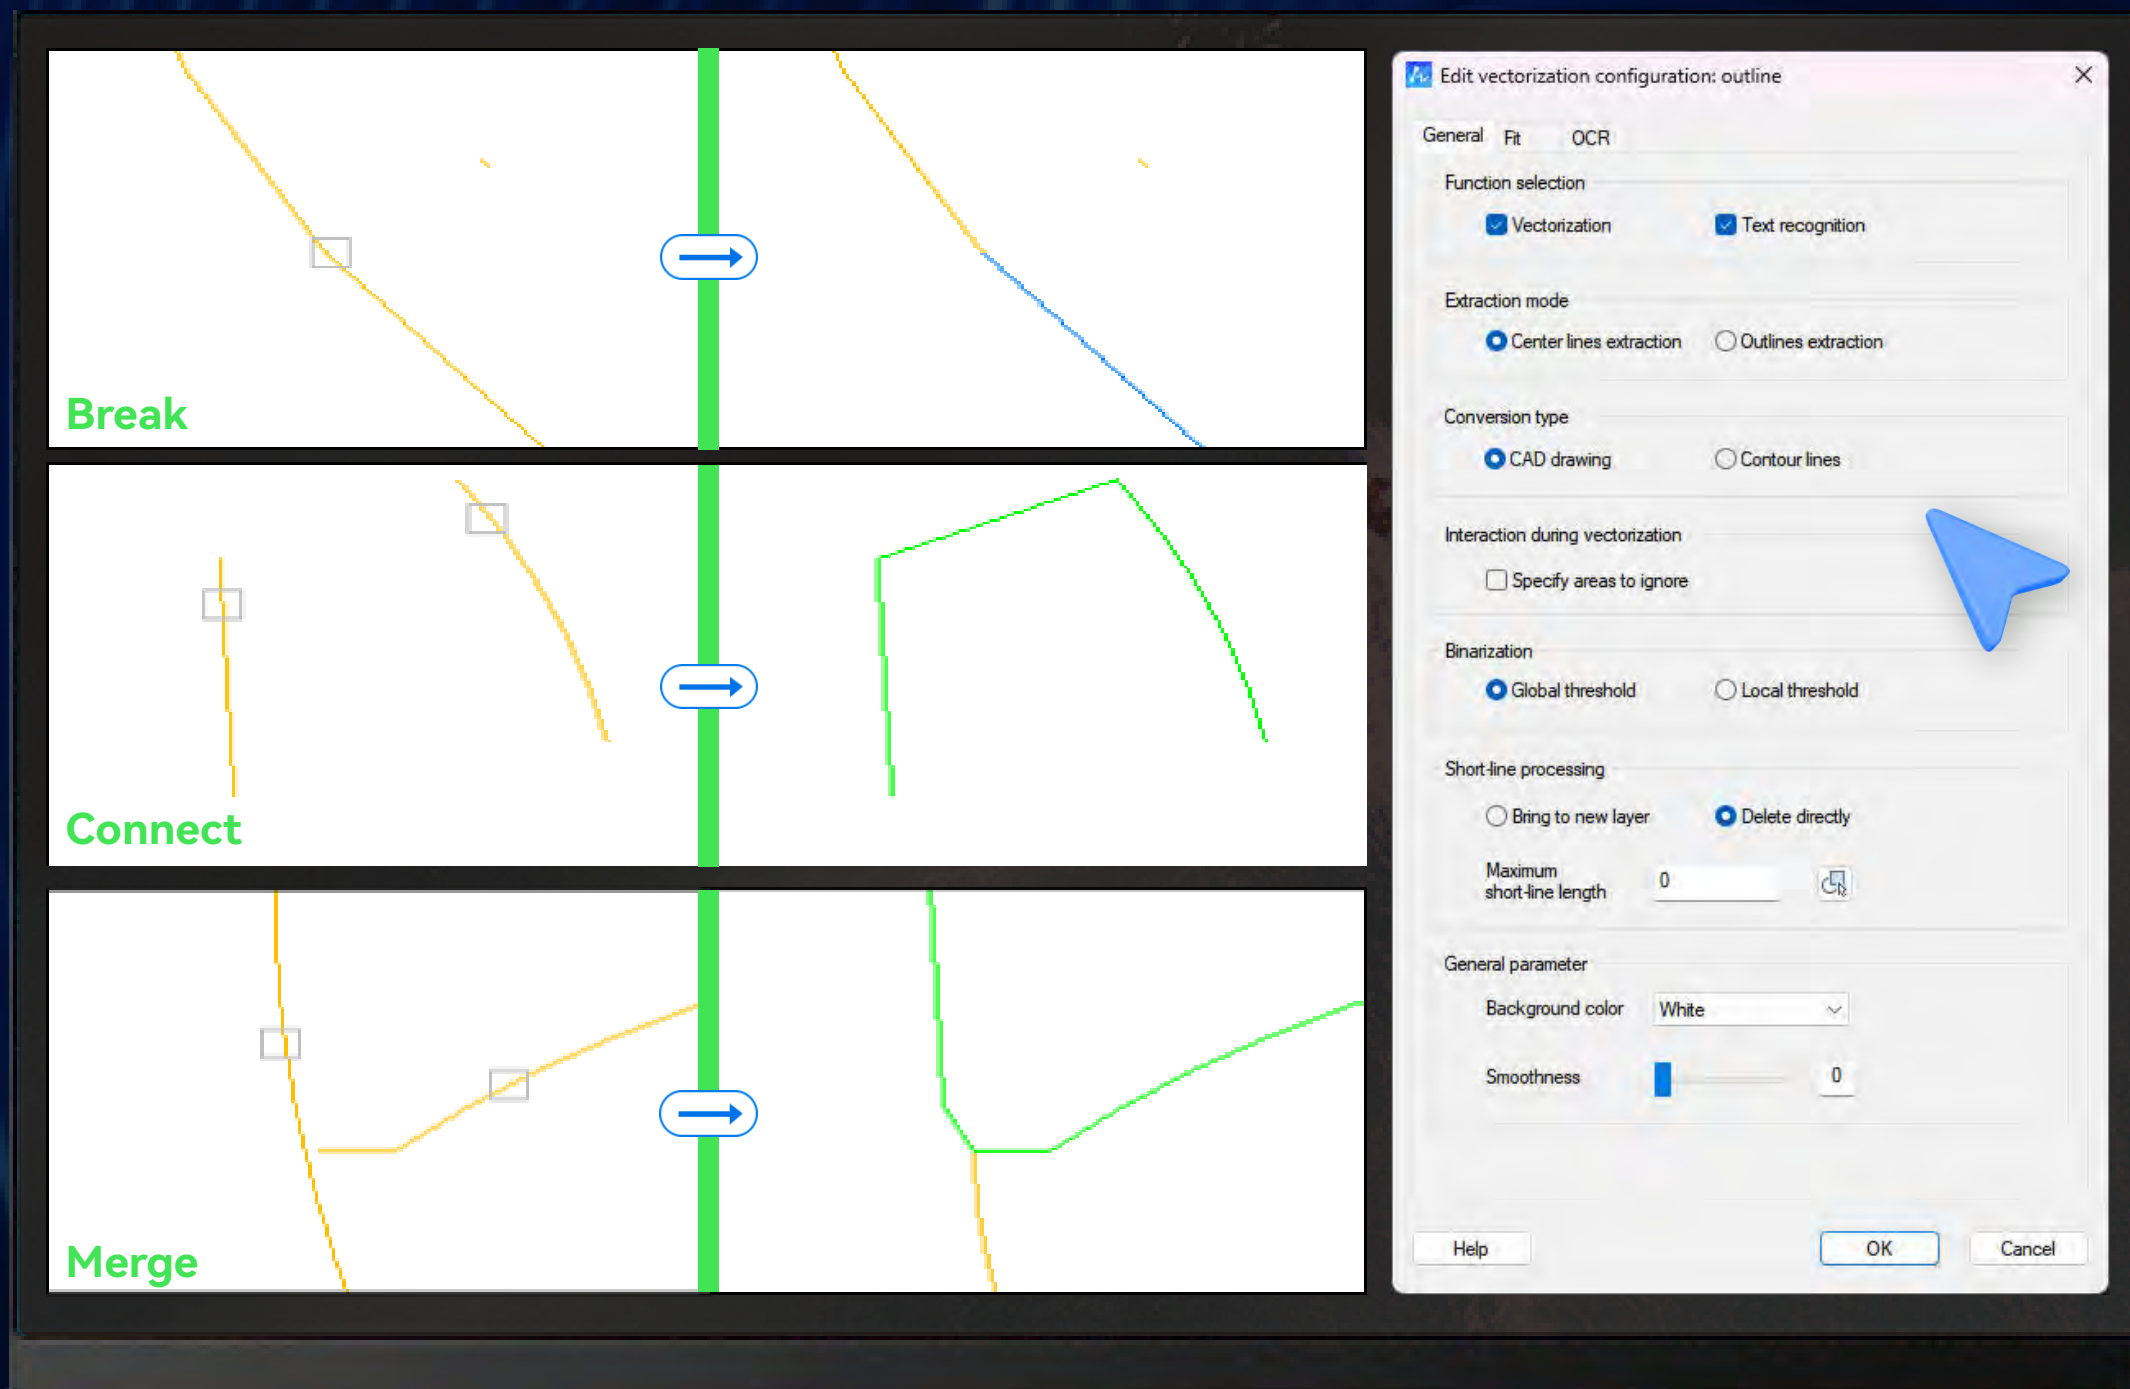 Break
Connect
Merge
Edit vectorization configuration: outline
General Fit OCR
Function selection
Vectorization Text recognition
Extraction mode
Center lines extraction Outlines extraction
Conversion type
CAD drawing Contour lines
Interaction during vectorization
Specify areas to ignore
Binarization
Global threshold Local threshold
Short-line processing
Bring to new layer Delete directly
Maximum
short-line length 0
General parameter
Background color White
Smoothness 0
Help OK Cancel